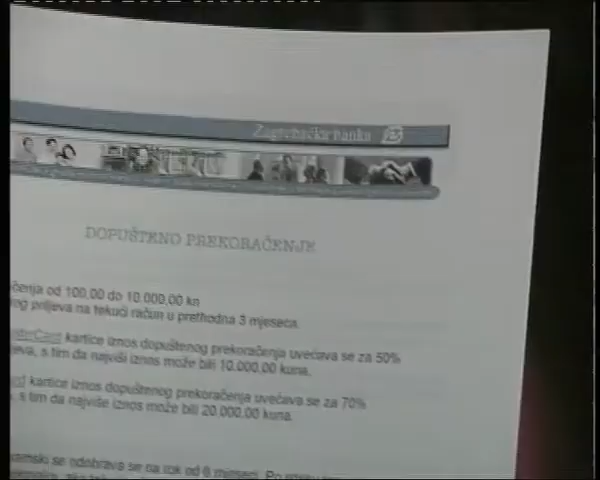 Zagrebačka banka
DOPUŠTENO PREKORAČENJE
od 100,00 do 10.000,00 kn
priljeva na tekući račun u prethodna 3 mjeseca.
kartice iznos dopuštenog prekoračenja uvećava se za 50%
s tim da najviši iznos može biti 10.000,00 kuna.
kartice iznos dopuštenog prekoračenja uvećava se za 70%
s tim da najviše iznos može biti 20.000,00 kuna.
se odobrava se na rok od 6 mjeseci. Po